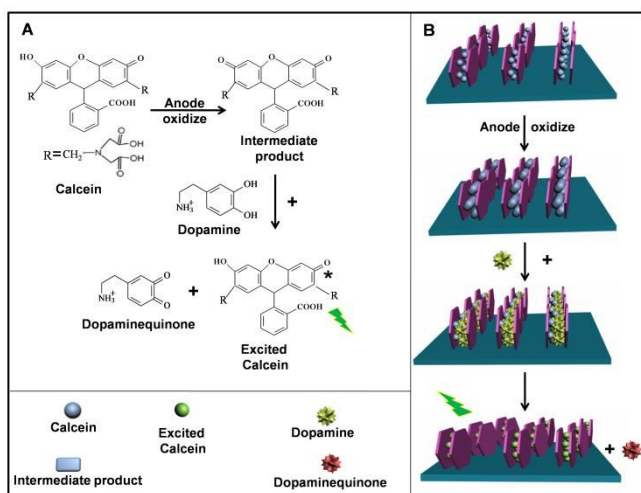 A
HO
O
O
R
R
COOH
R=CH₂
N
O
OH
OH
O
Calcein
Anode
oxidize
O
O
O
R
R
COOH
Intermediate
product
+
NH₃⁺
OH
OH
Dopamine
NH₃⁺
O
O
Dopaminequinone
+
HO
O
O
*
R
R
COOH
Excited
Calcein
B
Anode oxidize
+
+
Calcein
Excited
Calcein
Dopamine
Intermediate product
Dopaminequinone